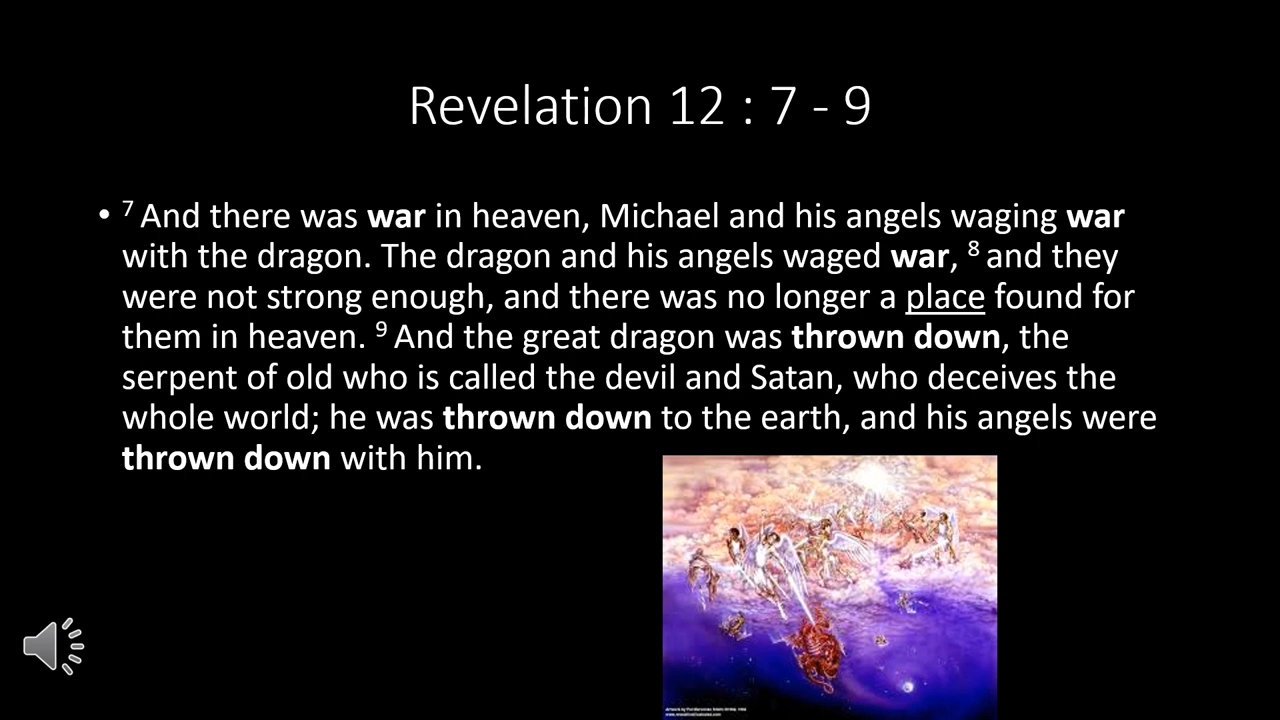 Revelation 12 : 7 - 9
• 7 And there was war in heaven, Michael and his angels waging war
with the dragon. The dragon and his angels waged war, 8 and they
were not strong enough, and there was no longer a place found for
them in heaven. 9 And the great dragon was thrown down, the
serpent of old who is called the devil and Satan, who deceives the
whole world; he was thrown down to the earth, and his angels were
thrown down with him.